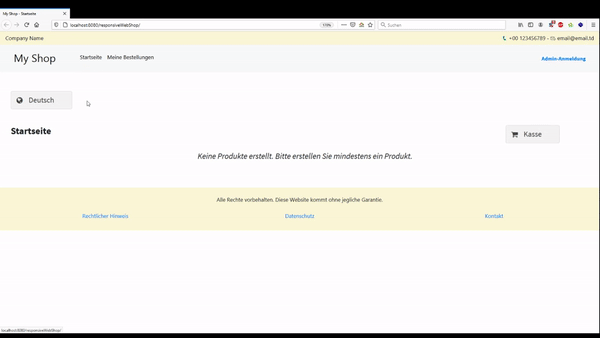 My Shop - Startseite
localhost:8080/responsiveWebShop/
110%
Suchen
Company Name
+00 123456789 - email@email.td
My Shop
Startseite Meine Bestellungen
Admin-Anmeldung
Deutsch
Startseite
Kasse
Keine Produkte erstellt. Bitte erstellen Sie mindestens ein Produkt.
Alle Rechte vorbehalten. Diese Website kommt ohne jegliche Garantie.
Rechtlicher Hinweis Datenschutz Kontakt
localhost:8080/responsiveWebShop/